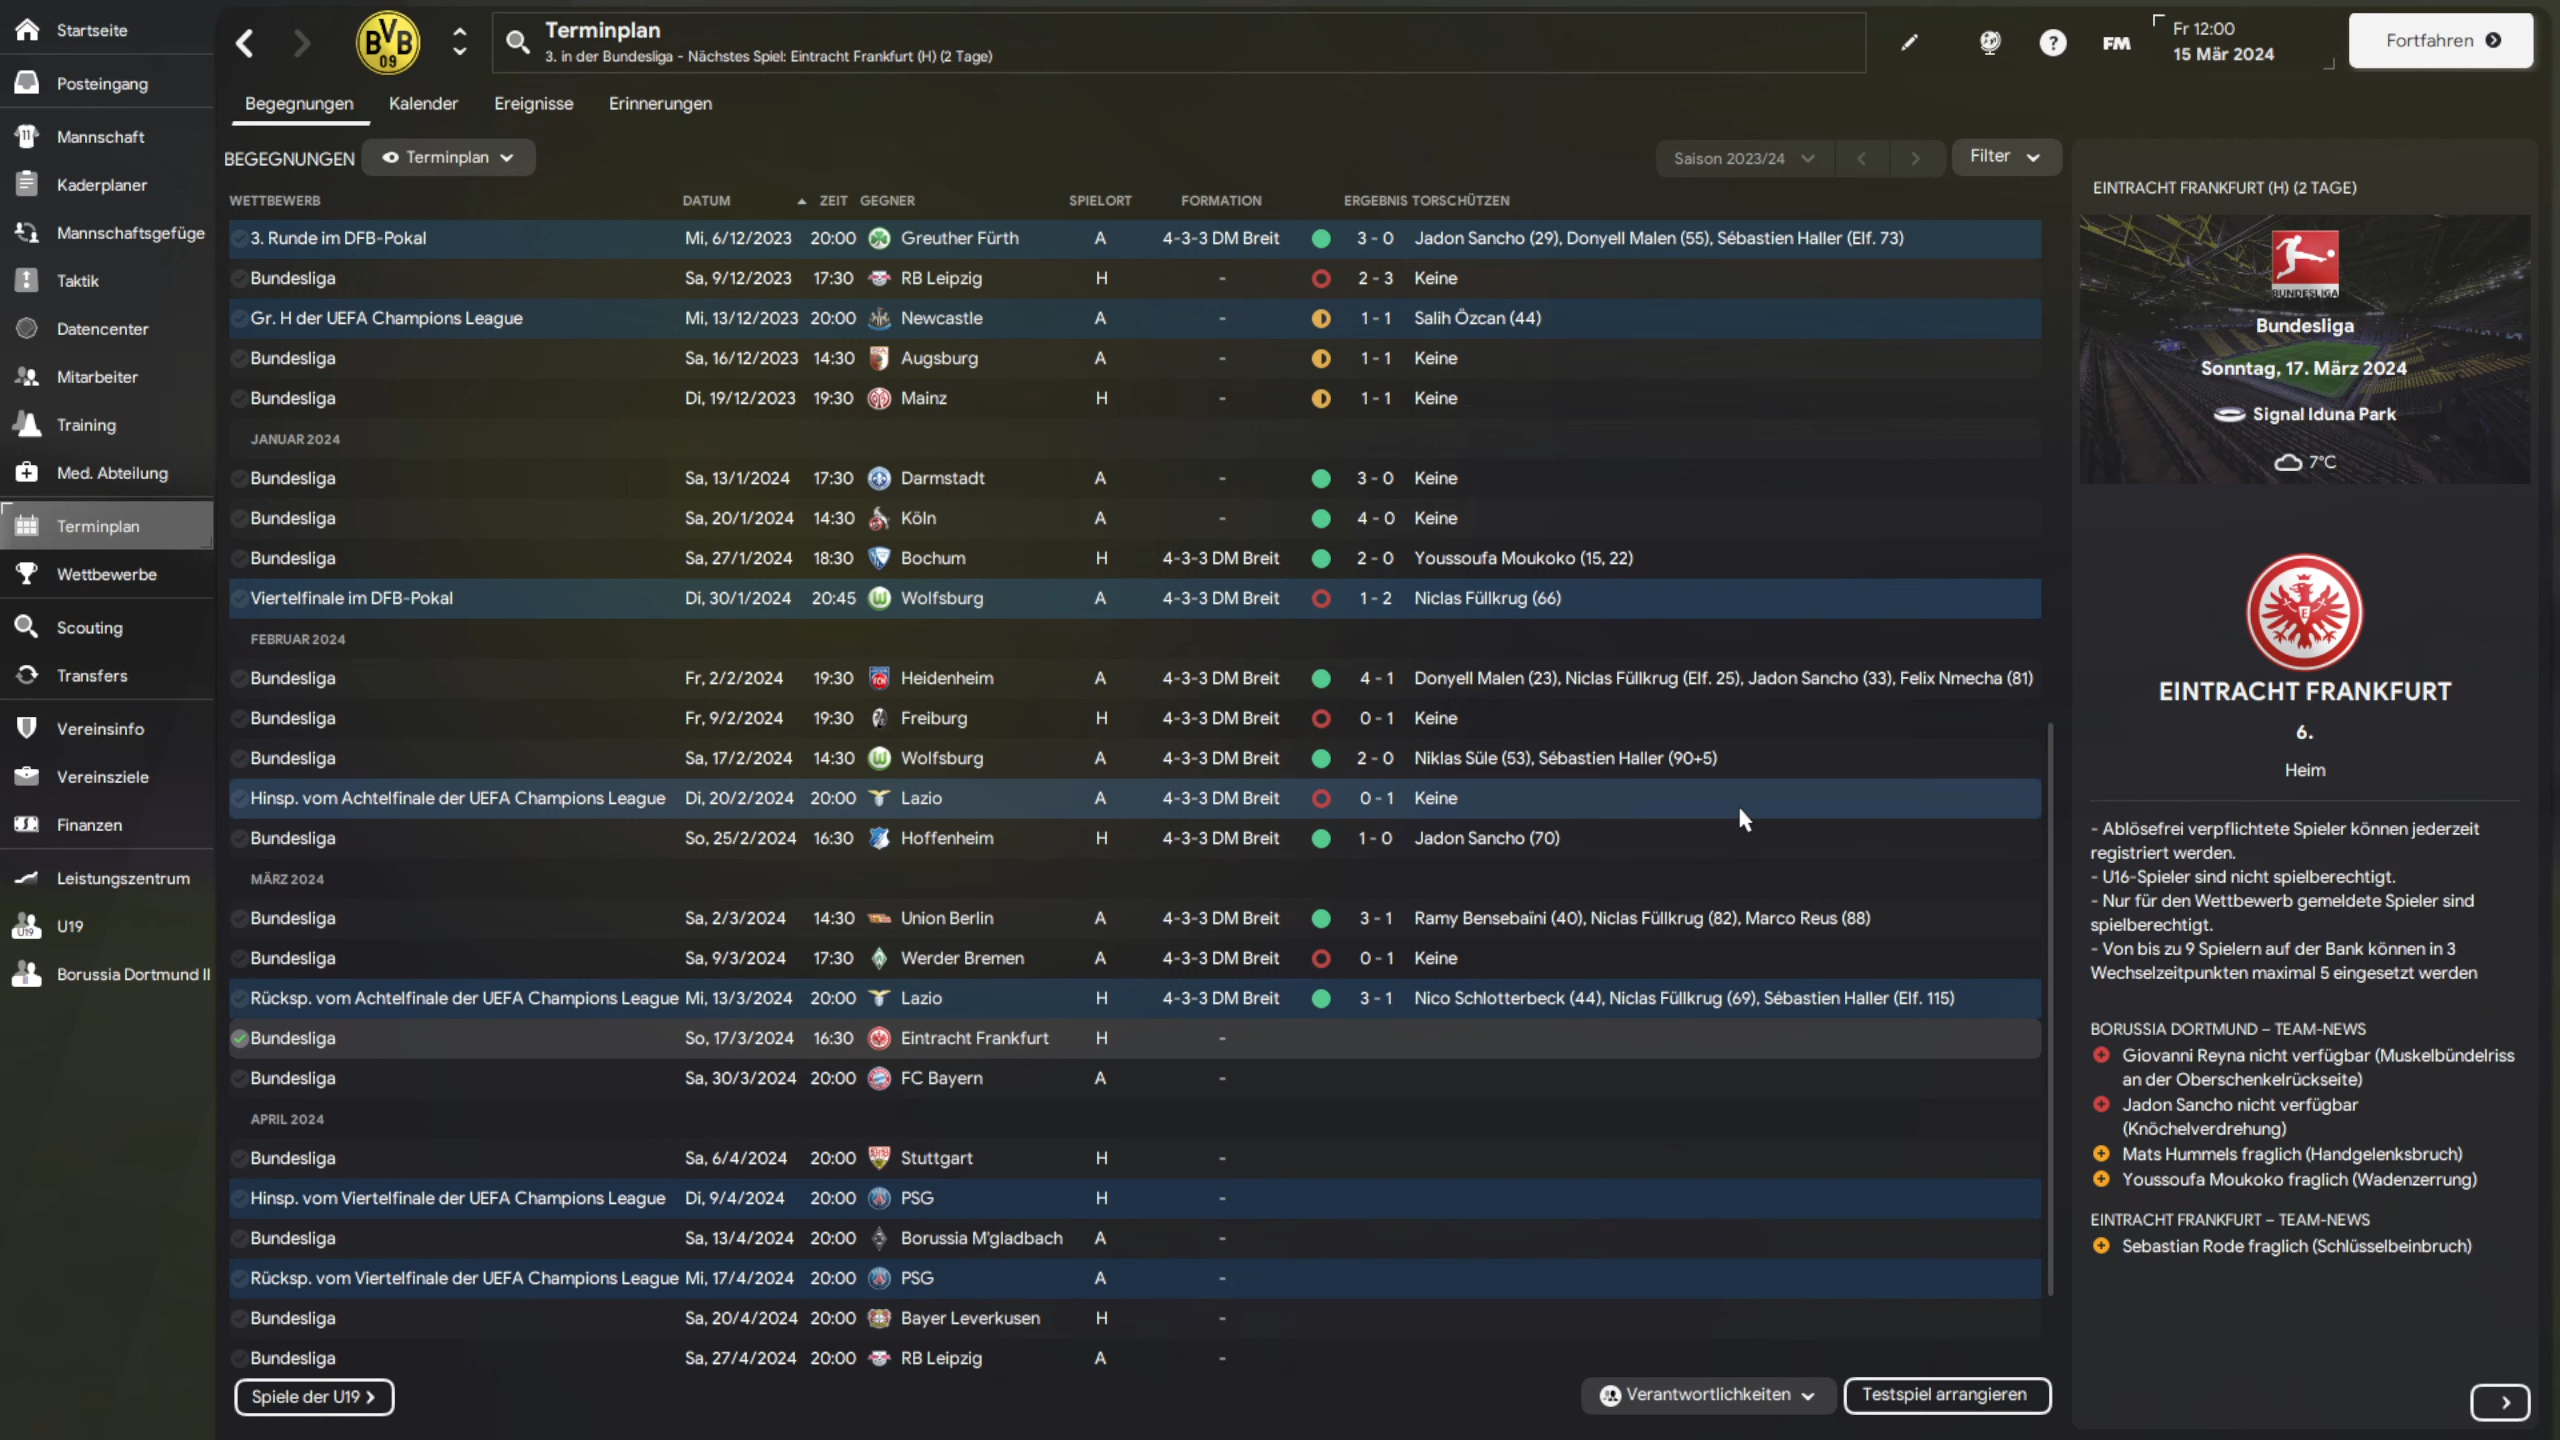 Startseite
Posteingang
Mannschaft
Kaderplaner
Mannschaftsgefüge
Taktik
Datencenter
Mitarbeiter
Training
Med. Abteilung
Terminplan
Wettbewerbe
Scouting
Transfers
Vereinsinfo
Vereinsziele
Finanzen
Leistungszentrum
U19
U19
Borussia Dortmund II
BVB
09
Terminplan
3. in der Bundesliga - Nächstes Spiel: Eintracht Frankfurt (H) (2 Tage)
?
FM
Fr 12:00
15 Mär 2024
Fortfahren
Begegnungen Kalender Ereignisse Erinnerungen
BEGEGNUNGEN Terminplan Saison 2023/24 Filter
WETTBEWERB DATUM ZEIT GEGNER SPIELORT FORMATION ERGEBNIS TORSCHÜTZEN
3. Runde im DFB-Pokal Mi, 6/12/2023 20:00 Greuther Fürth A 4-3-3 DM Breit 3 - 0 Jadon Sancho (29), Donyell Malen (55), Sébastien Haller (Elf. 73)
Bundesliga Sa, 9/12/2023 17:30 RB Leipzig H - 2 - 3 Keine
Gr. H der UEFA Champions League Mi, 13/12/2023 20:00 Newcastle A - 1 - 1 Salih Özcan (44)
Bundesliga Sa, 16/12/2023 14:30 Augsburg A - 1 - 1 Keine
Bundesliga Di, 19/12/2023 19:30 Mainz H - 1 - 1 Keine
JANUAR 2024
Bundesliga Sa, 13/1/2024 17:30 Darmstadt A - 3 - 0 Keine
Bundesliga Sa, 20/1/2024 14:30 Köln A - 4 - 0 Keine
Bundesliga Sa, 27/1/2024 18:30 Bochum H 4-3-3 DM Breit 2 - 0 Youssoufa Moukoko (15, 22)
Viertelfinale im DFB-Pokal Di, 30/1/2024 20:45 Wolfsburg A 4-3-3 DM Breit 1 - 2 Niclas Füllkrug (66)
FEBRUAR 2024
Bundesliga Fr, 2/2/2024 19:30 Heidenheim A 4-3-3 DM Breit 4 - 1 Donyell Malen (23), Niclas Füllkrug (Elf. 25), Jadon Sancho (33), Felix Nmecha (81)
Bundesliga Fr, 9/2/2024 19:30 Freiburg H 4-3-3 DM Breit 0 - 1 Keine
Bundesliga Sa, 17/2/2024 14:30 Wolfsburg A 4-3-3 DM Breit 2 - 0 Niklas Süle (53), Sébastien Haller (90+5)
Hinsp. vom Achtelfinale der UEFA Champions League Di, 20/2/2024 20:00 Lazio A 4-3-3 DM Breit 0 - 1 Keine
Bundesliga So, 25/2/2024 16:30 Hoffenheim H 4-3-3 DM Breit 1 - 0 Jadon Sancho (70)
MÄRZ 2024
Bundesliga Sa, 2/3/2024 14:30 Union Berlin A 4-3-3 DM Breit 3 - 1 Ramy Bensebaïni (40), Niclas Füllkrug (82), Marco Reus (88)
Bundesliga Sa, 9/3/2024 17:30 Werder Bremen A 4-3-3 DM Breit 0 - 1 Keine
Rücksp. vom Achtelfinale der UEFA Champions League Mi, 13/3/2024 20:00 Lazio H 4-3-3 DM Breit 3 - 1 Nico Schlotterbeck (44), Niclas Füllkrug (69), Sébastien Haller (Elf. 115)
Bundesliga So, 17/3/2024 16:30 Eintracht Frankfurt H -
Bundesliga Sa, 30/3/2024 20:00 FC Bayern A -
APRIL 2024
Bundesliga Sa, 6/4/2024 20:00 Stuttgart H -
Hinsp. vom Viertelfinale der UEFA Champions League Di, 9/4/2024 20:00 PSG H -
Bundesliga Sa, 13/4/2024 20:00 Borussia M'gladbach A -
Rücksp. vom Viertelfinale der UEFA Champions League Mi, 17/4/2024 20:00 PSG A -
Bundesliga Sa, 20/4/2024 20:00 Bayer Leverkusen H -
Bundesliga Sa, 27/4/2024 20:00 RB Leipzig A -
Spiele der U19 Verantwortlichkeiten Testspiel arrangieren
EINTRACHT FRANKFURT (H) (2 TAGE)
BUNDESLIGA
Bundesliga
Sonntag, 17. März 2024
Signal Iduna Park
7°C
EINTRACHT FRANKFURT
6.
Heim
- Ablösefrei verpflichtete Spieler können jederzeit
registriert werden.
- U16-Spieler sind nicht spielberechtigt.
- Nur für den Wettbewerb gemeldete Spieler sind
spielberechtigt.
- Von bis zu 9 Spielern auf der Bank können in 3
Wechselzeitpunkten maximal 5 eingesetzt werden
BORUSSIA DORTMUND – TEAM-NEWS
Giovanni Reyna nicht verfügbar (Muskelbündelriss
an der Oberschenkelrückseite)
Jadon Sancho nicht verfügbar
(Knöchelverdrehung)
Mats Hummels fraglich (Handgelenksbruch)
Youssoufa Moukoko fraglich (Wadenzerrung)
EINTRACHT FRANKFURT – TEAM-NEWS
Sebastian Rode fraglich (Schlüsselbeinbruch)